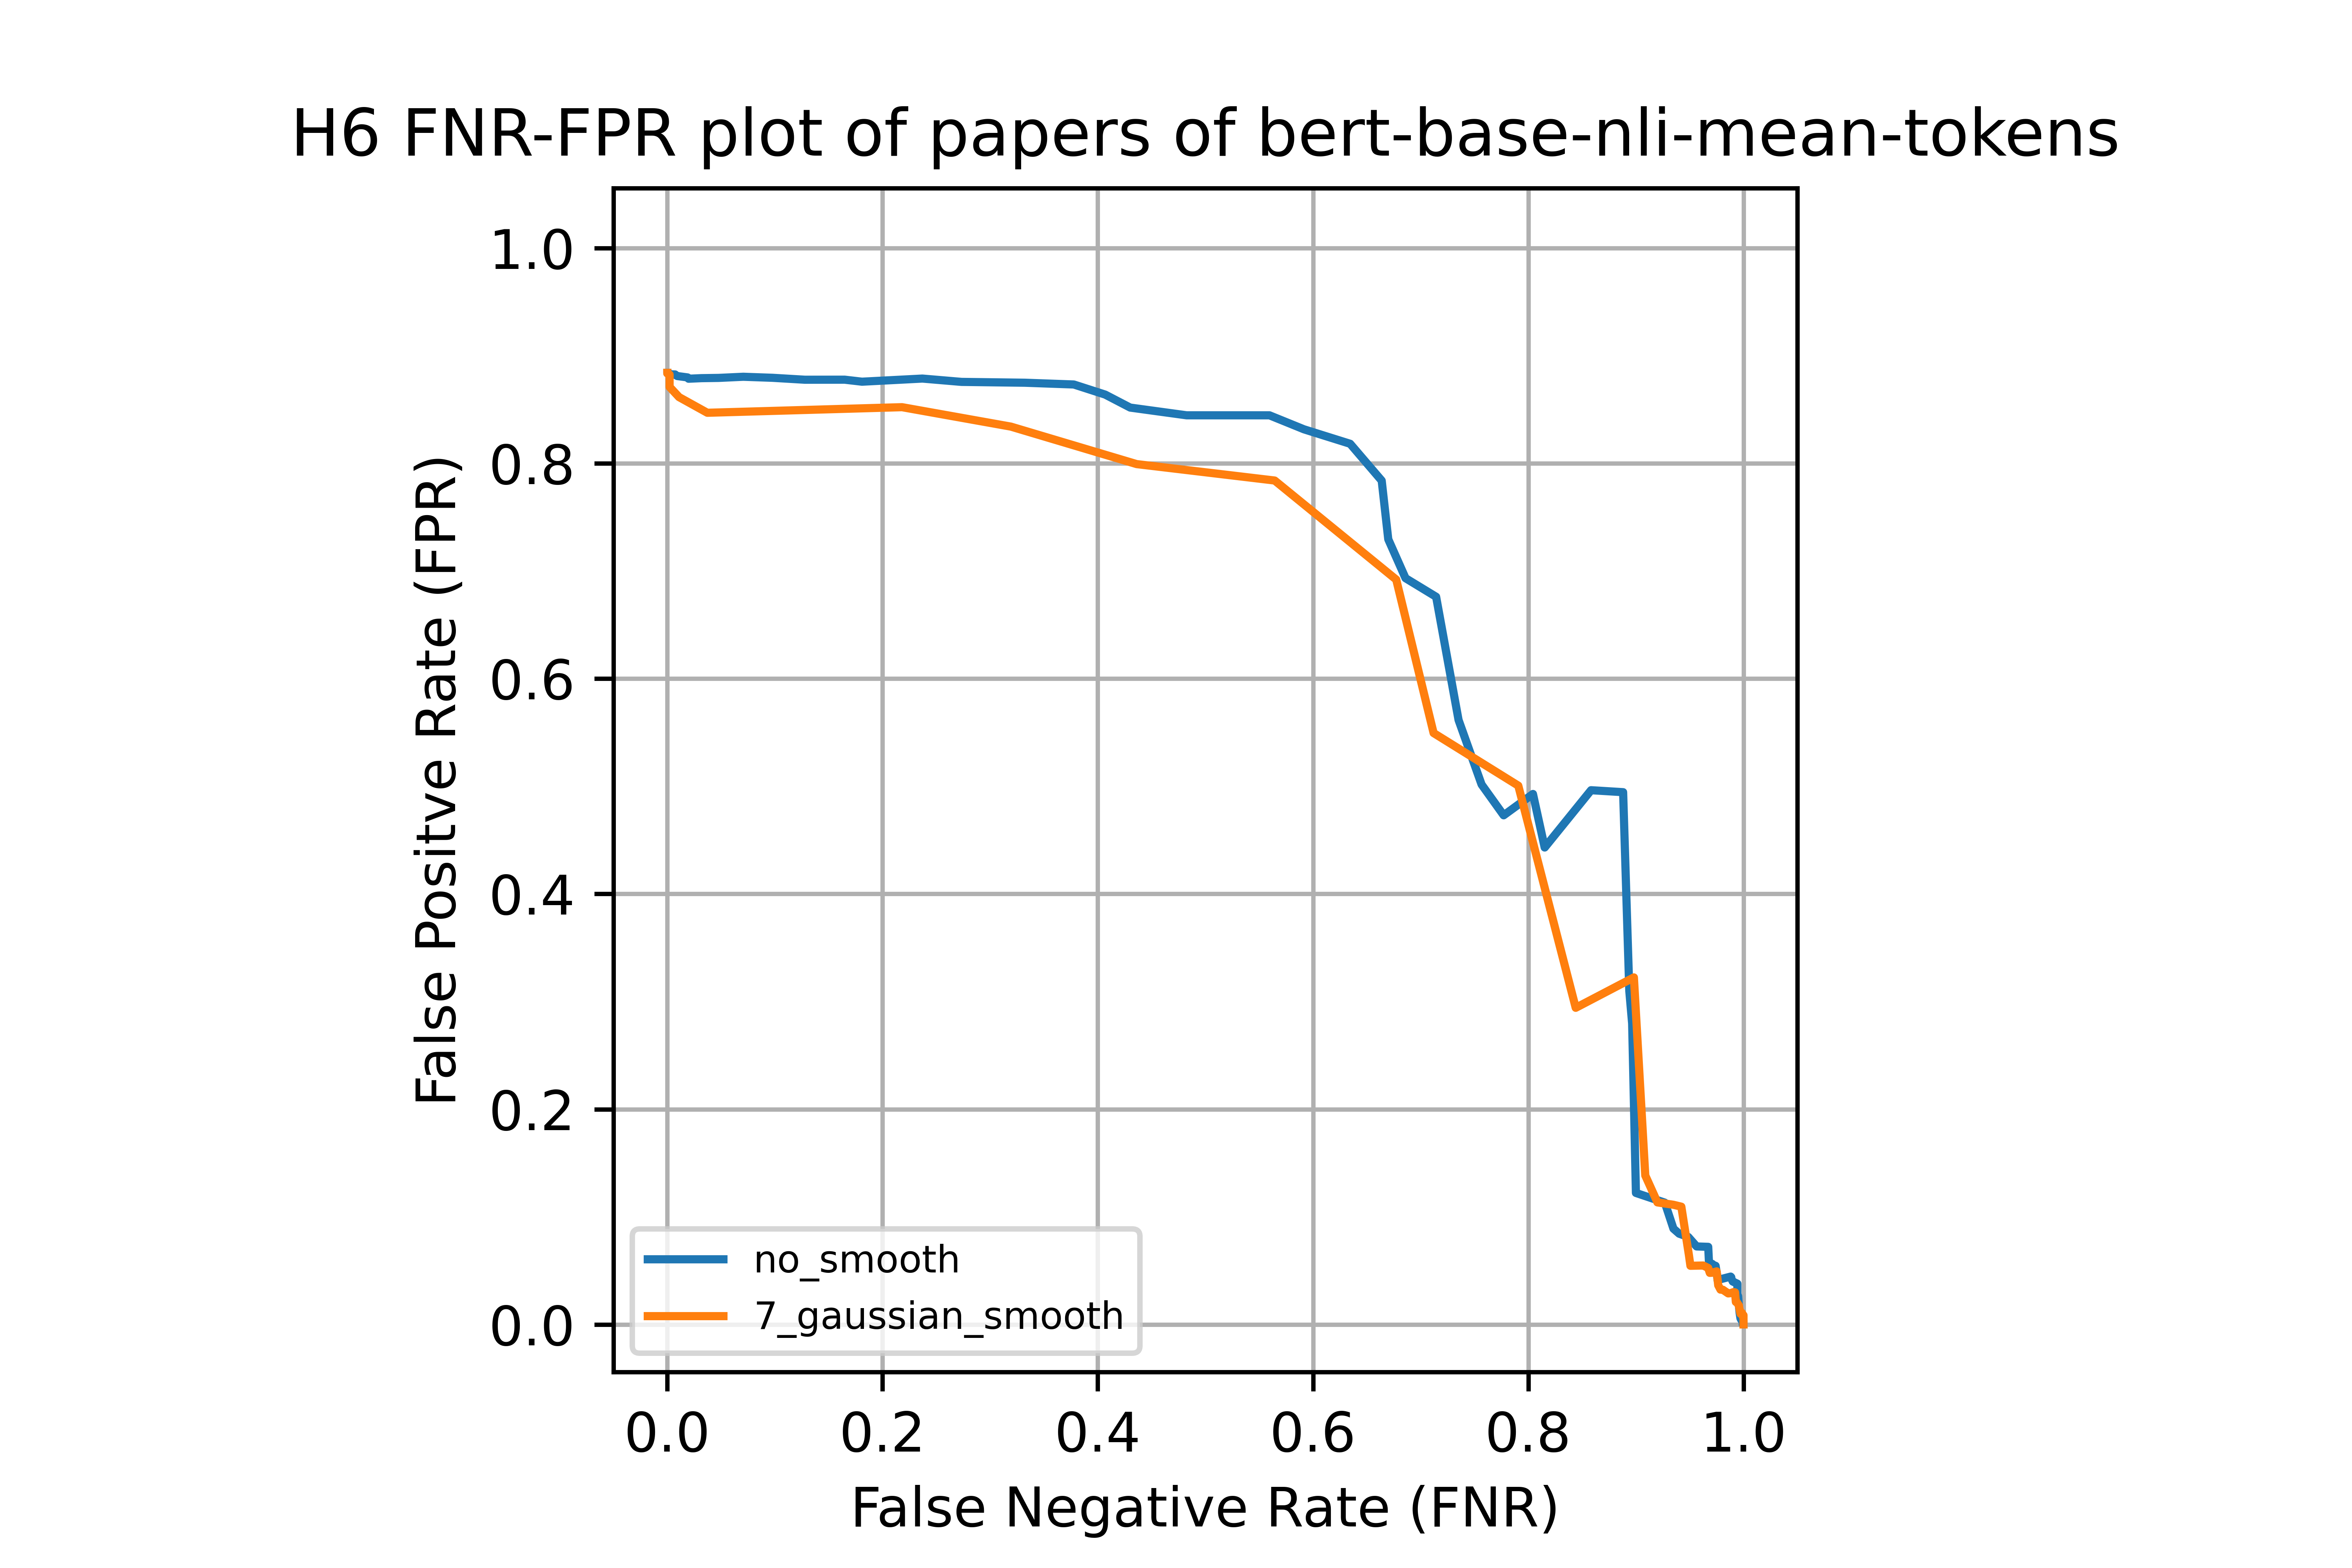 H6 FNR-FPR plot of papers of bert-base-nli-mean-tokens
False Positve Rate (FPR)
1.0
0.8
0.6
0.4
0.2
0.0
no_smooth
7_gaussian_smooth
0.0 0.2 0.4 0.6 0.8 1.0
False Negative Rate (FNR)